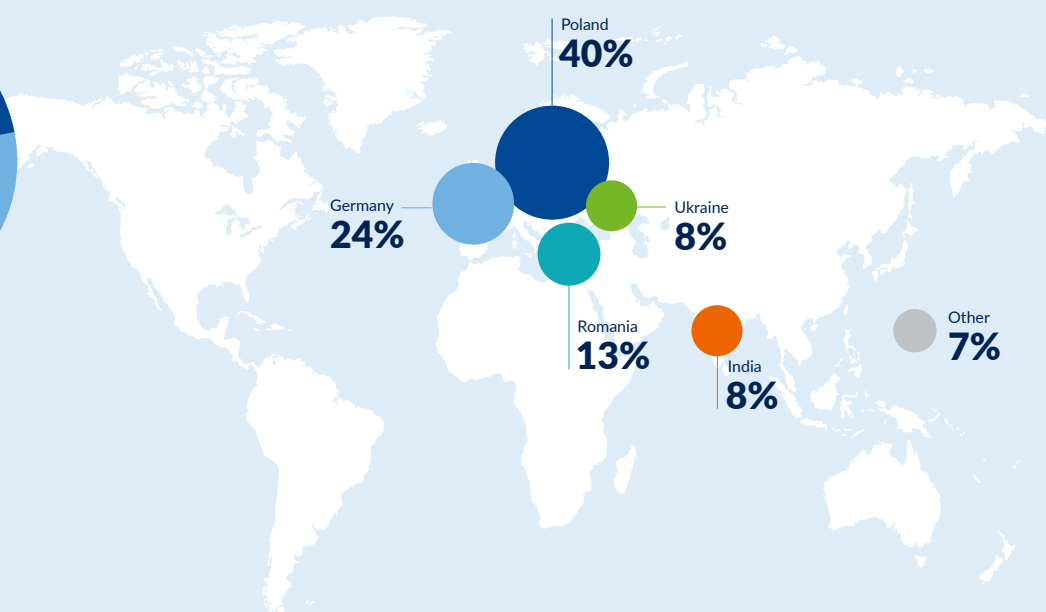 Poland
40%
Germany
24%
Ukraine
8%
Romania
13%
India
8%
Other
7%